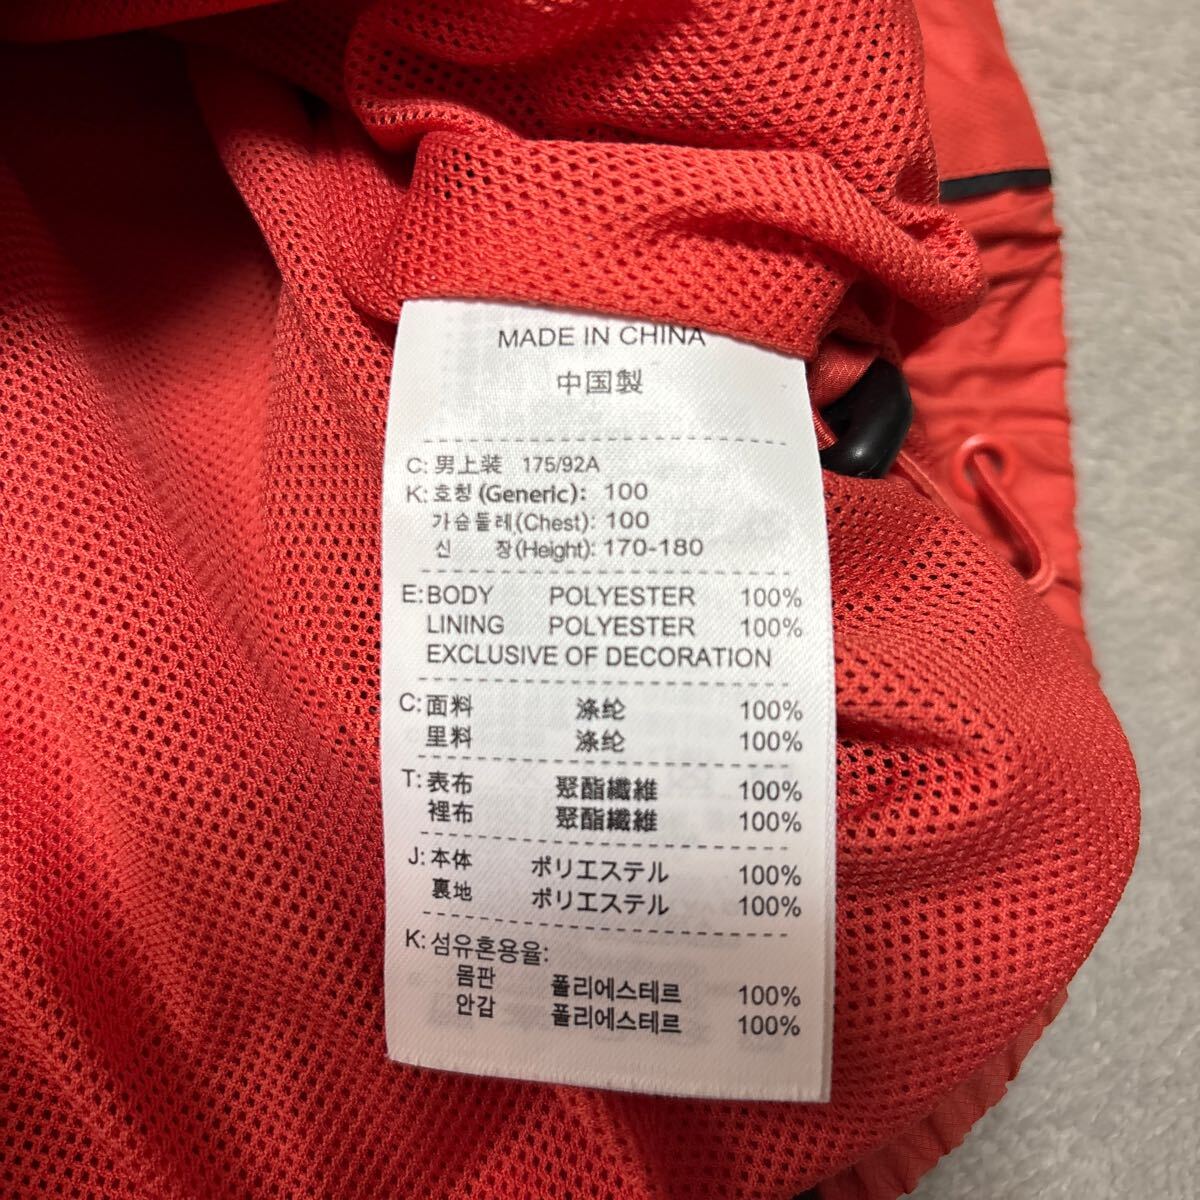 MADE IN CHINA
中国製
C: 男上装 175/92A
K: 호칭 (Generic): 100
가슴둘레(Chest): 100
신 장(Height): 170-180
E: BODY POLYESTER 100%
LINING POLYESTER 100%
EXCLUSIVE OF DECORATION
C: 面料 涤纶 100%
里料 涤纶 100%
T: 表布 聚酯纖維 100%
裡布 聚酯纖維 100%
J: 本体 ポリエステル 100%
裏地 ポリエステル 100%
K: 섬유혼용율:
몸판 폴리에스테르 100%
안감 폴리에스테르 100%